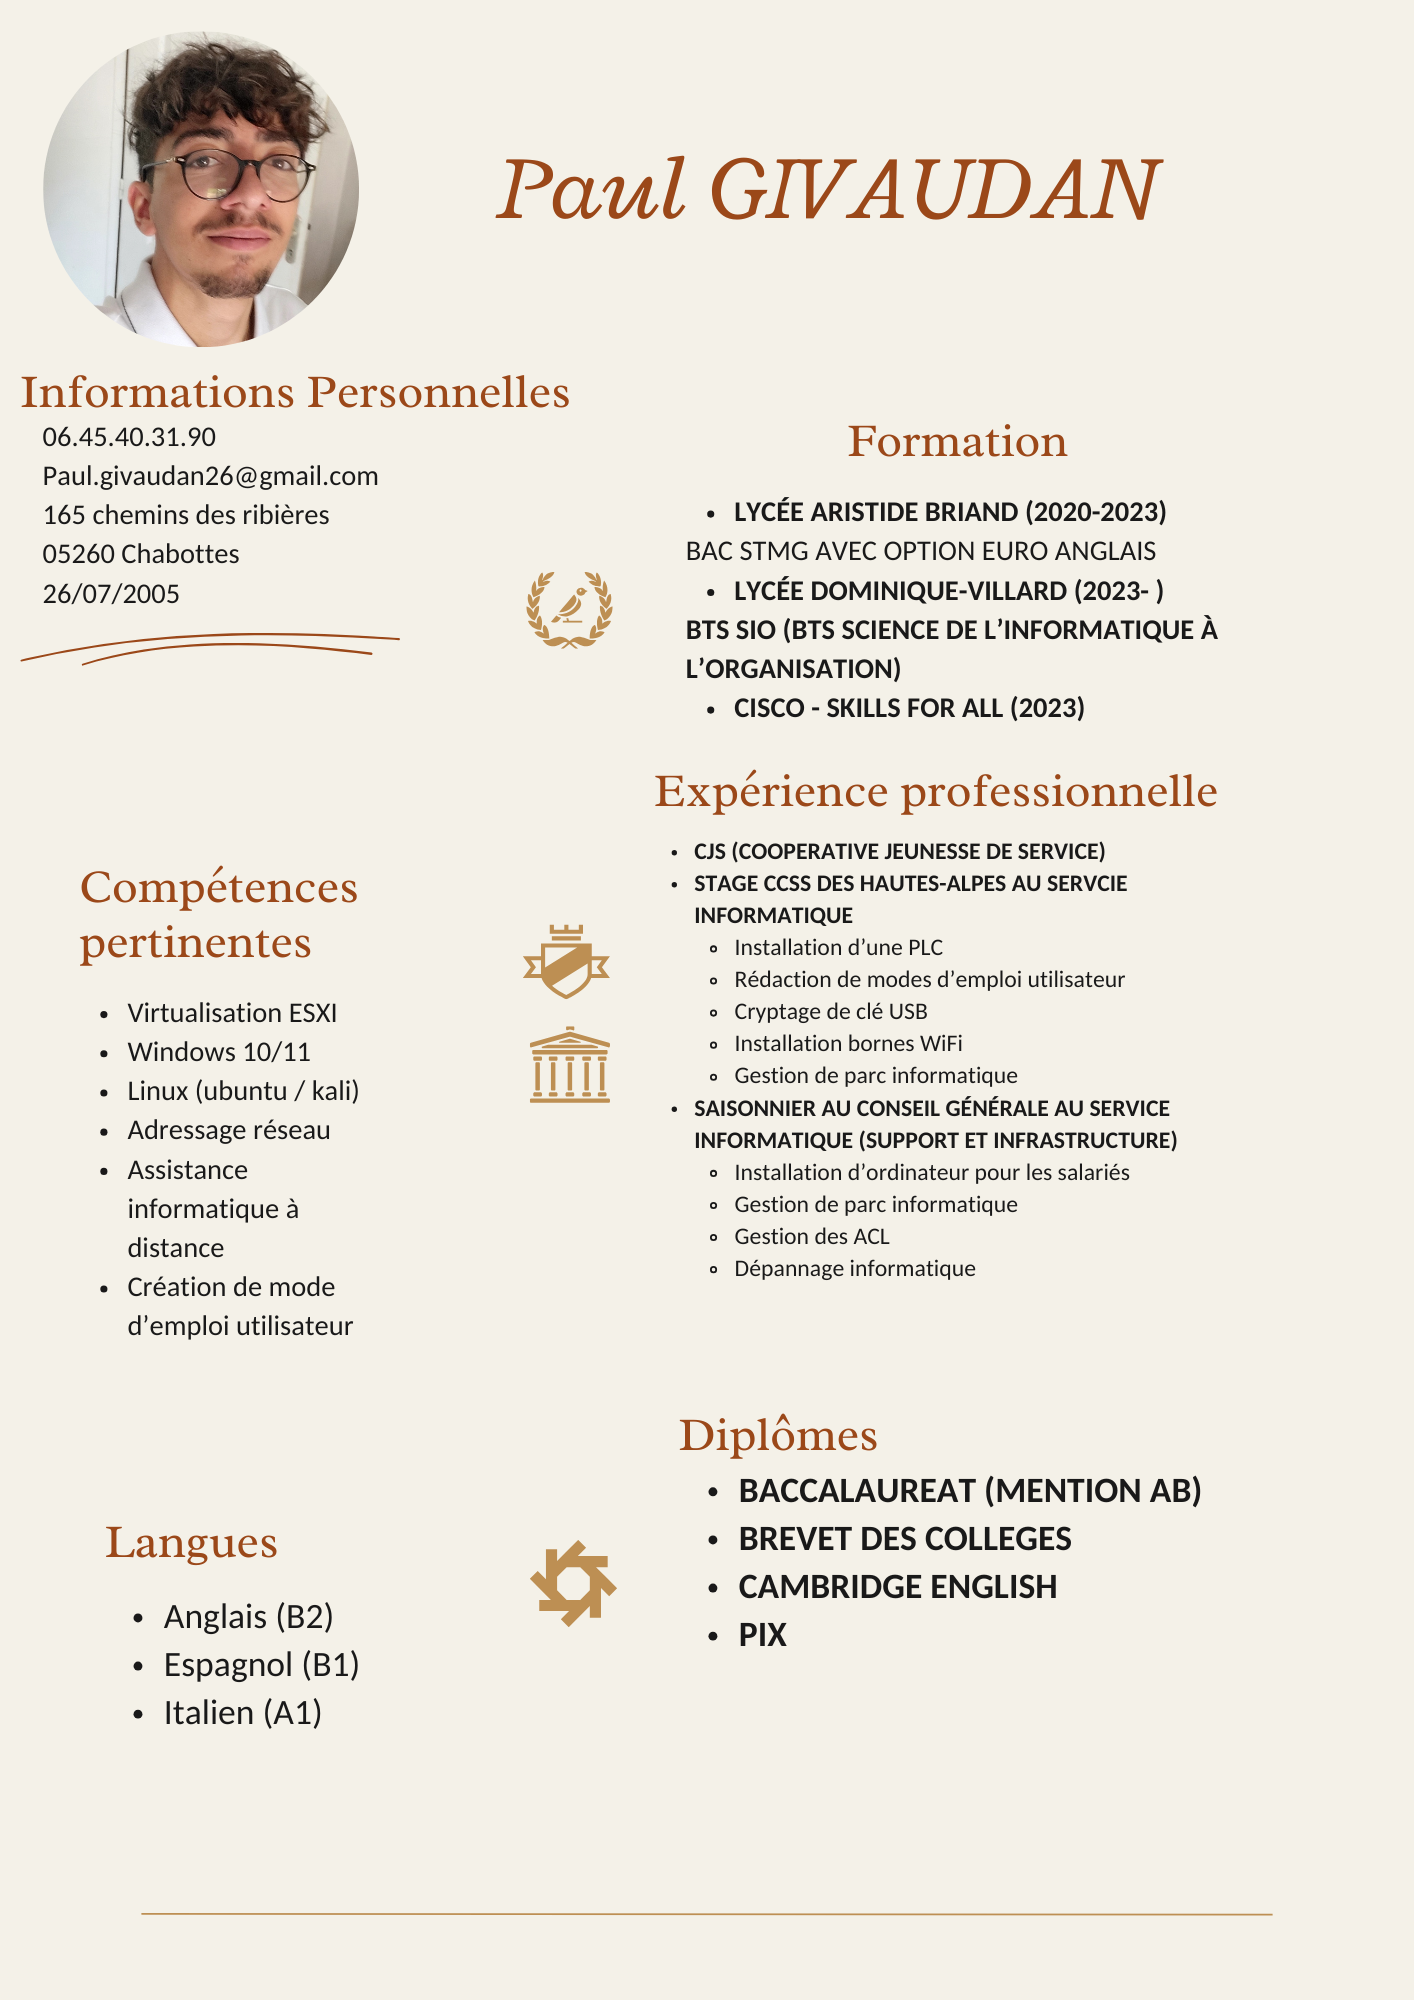 Paul GIVAUDAN
Informations Personnelles
06.45.40.31.90
Paul.givaudan26@gmail.com
165 chemins des ribières
05260 Chabottes
26/07/2005
Formation
• LYCÉE ARISTIDE BRIAND (2020-2023)
BAC STMG AVEC OPTION EURO ANGLAIS
• LYCÉE DOMINIQUE-VILLARD (2023- )
BTS SIO (BTS SCIENCE DE L’INFORMATIQUE À
L’ORGANISATION)
• CISCO - SKILLS FOR ALL (2023)
Expérience professionnelle
• CJS (COOPERATIVE JEUNESSE DE SERVICE)
• STAGE CCSS DES HAUTES-ALPES AU SERVCIE
INFORMATIQUE
◦ Installation d’une PLC
◦ Rédaction de modes d’emploi utilisateur
◦ Cryptage de clé USB
◦ Installation bornes WiFi
◦ Gestion de parc informatique
• SAISONNIER AU CONSEIL GÉNÉRALE AU SERVICE
INFORMATIQUE (SUPPORT ET INFRASTRUCTURE)
◦ Installation d’ordinateur pour les salariés
◦ Gestion de parc informatique
◦ Gestion des ACL
◦ Dépannage informatique
Compétences
pertinentes
• Virtualisation ESXI
• Windows 10/11
• Linux (ubuntu / kali)
• Adressage réseau
• Assistance
informatique à
distance
• Création de mode
d’emploi utilisateur
Diplômes
• BACCALAUREAT (MENTION AB)
• BREVET DES COLLEGES
• CAMBRIDGE ENGLISH
• PIX
Langues
• Anglais (B2)
• Espagnol (B1)
• Italien (A1)